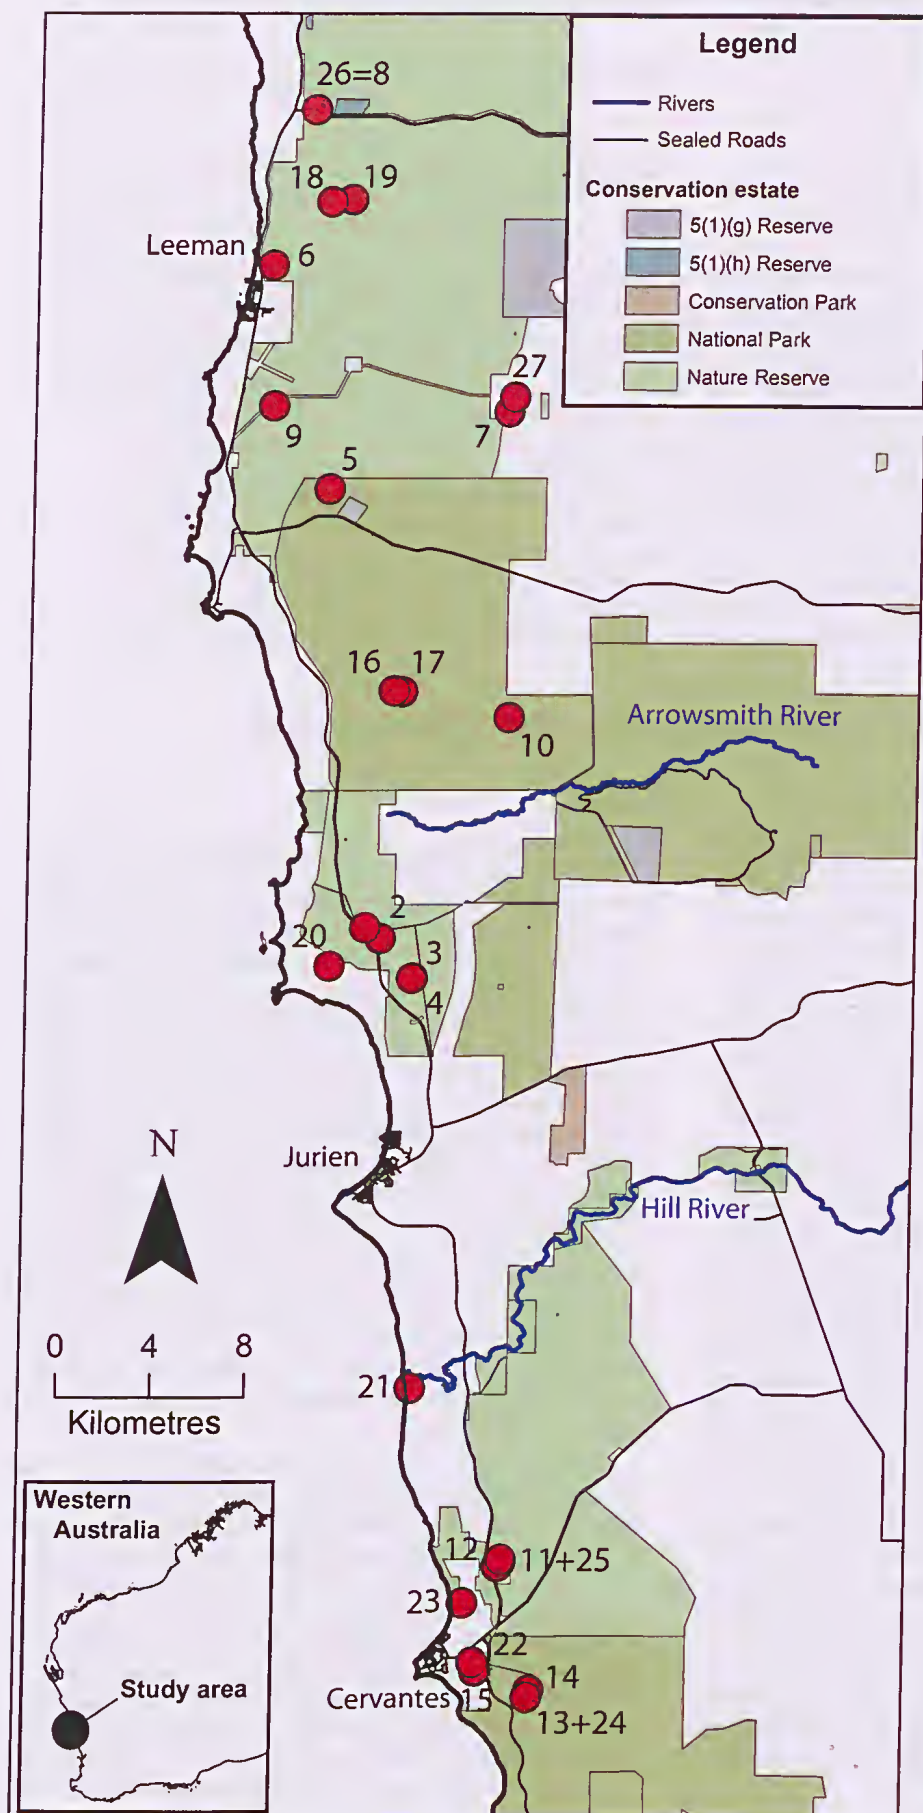 Legend
Rivers
Sealed Roads
Conservation estate
5(1)(g) Reserve
5(1)(h) Reserve
Conservation Park
National Park
Nature Reserve
26=8
18
19
Leeman
6
27
9
7
5
16
17
10
Arrowsmith River
2
20
3
4
N
Jurien
Hill River
0 4 8
Kilometres
21
Western
Australia
Study area
12
11+25
23
22
Cervantes
15
14
13+24